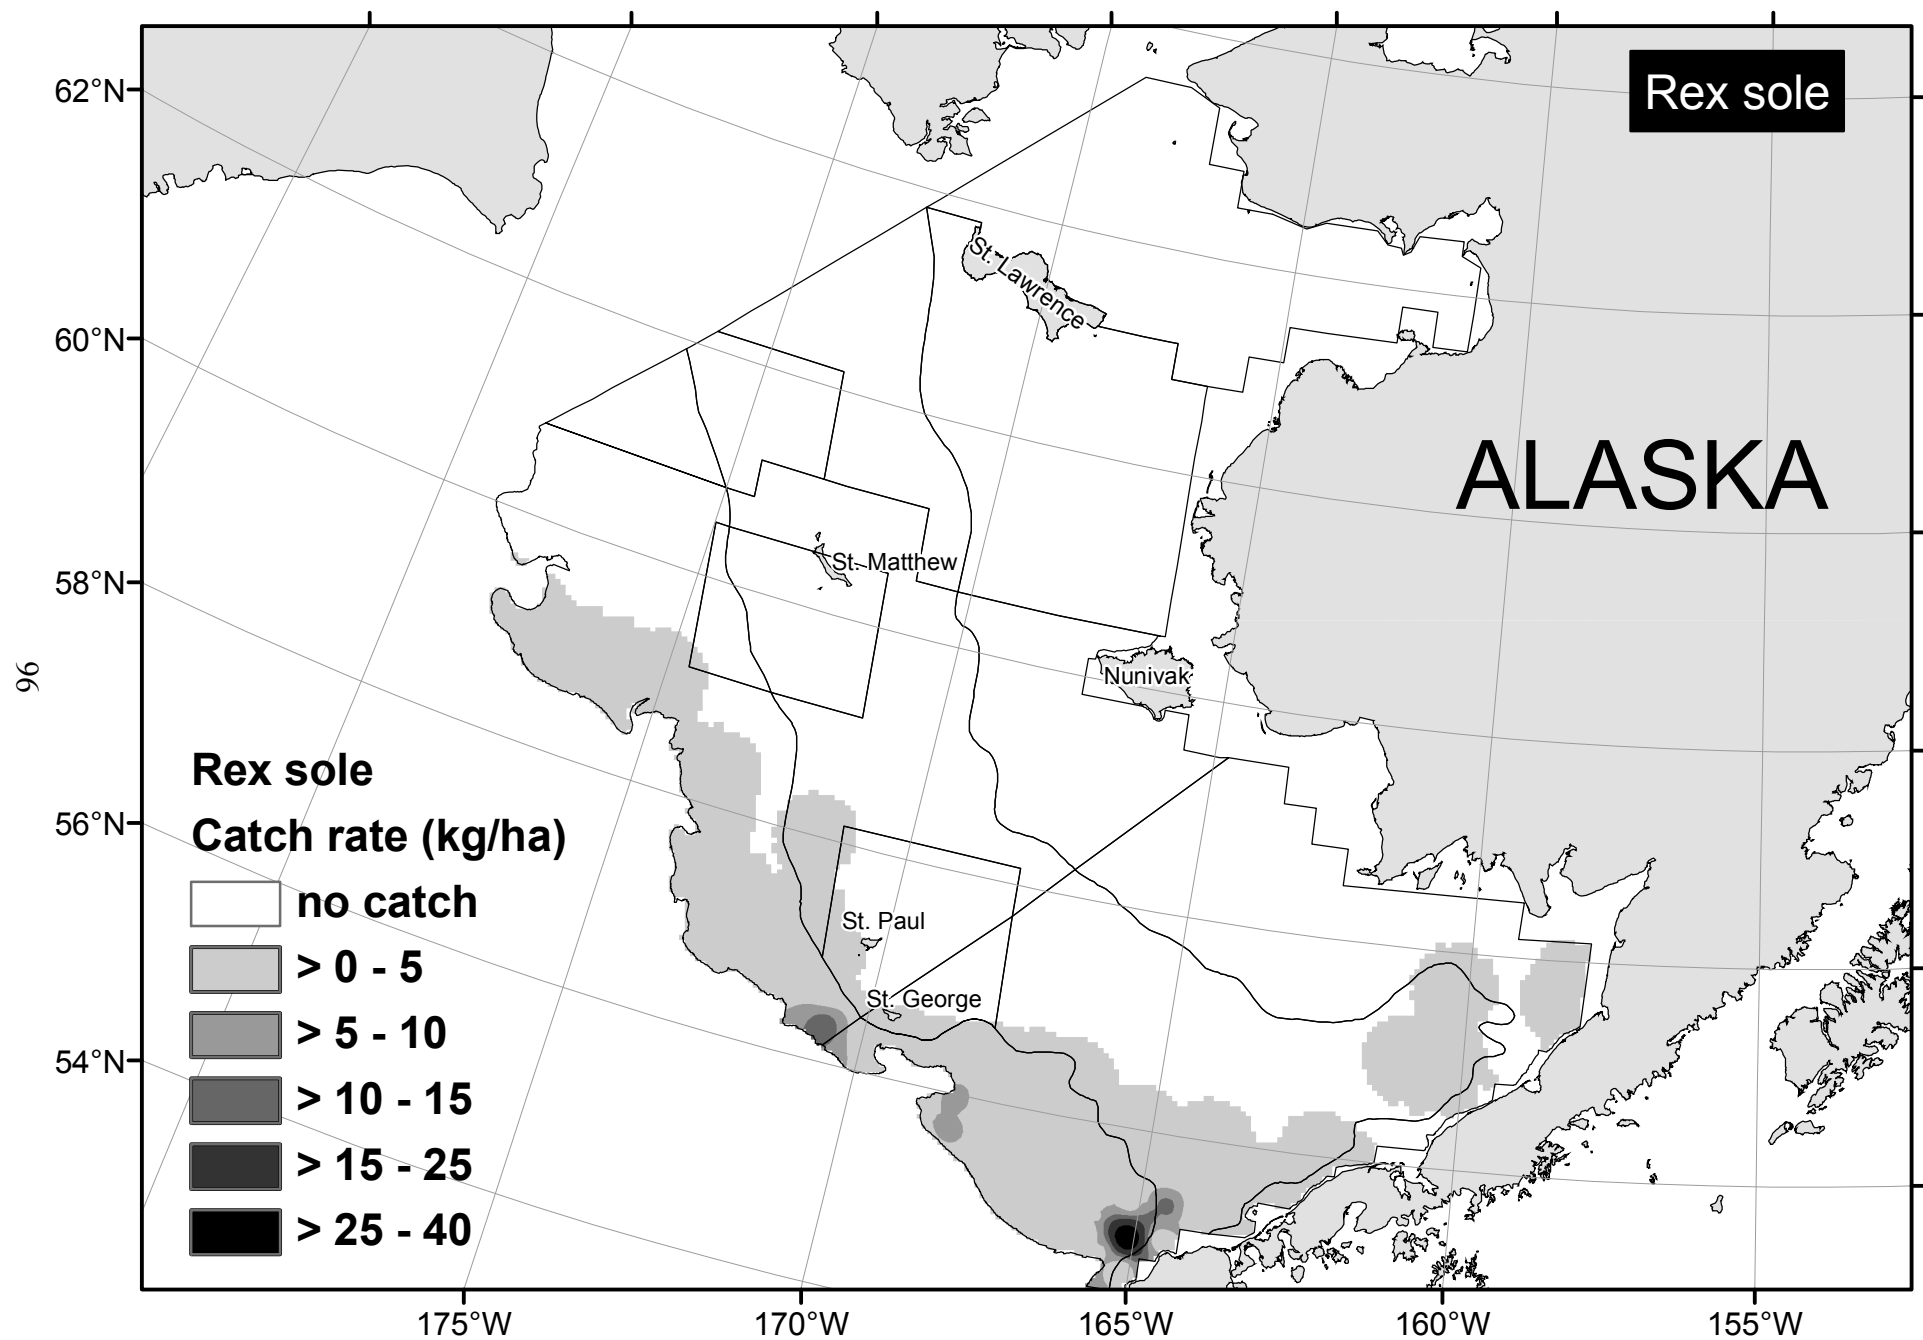 Rex sole
62°N
60°N
58°N
56°N
54°N
96
St. Lawrence
ALASKA
St. Matthew
Nunivak
St. Paul
St. George
Rex sole
Catch rate (kg/ha)
no catch
> 0 - 5
> 5 - 10
> 10 - 15
> 15 - 25
> 25 - 40
175°W
170°W
165°W
160°W
155°W